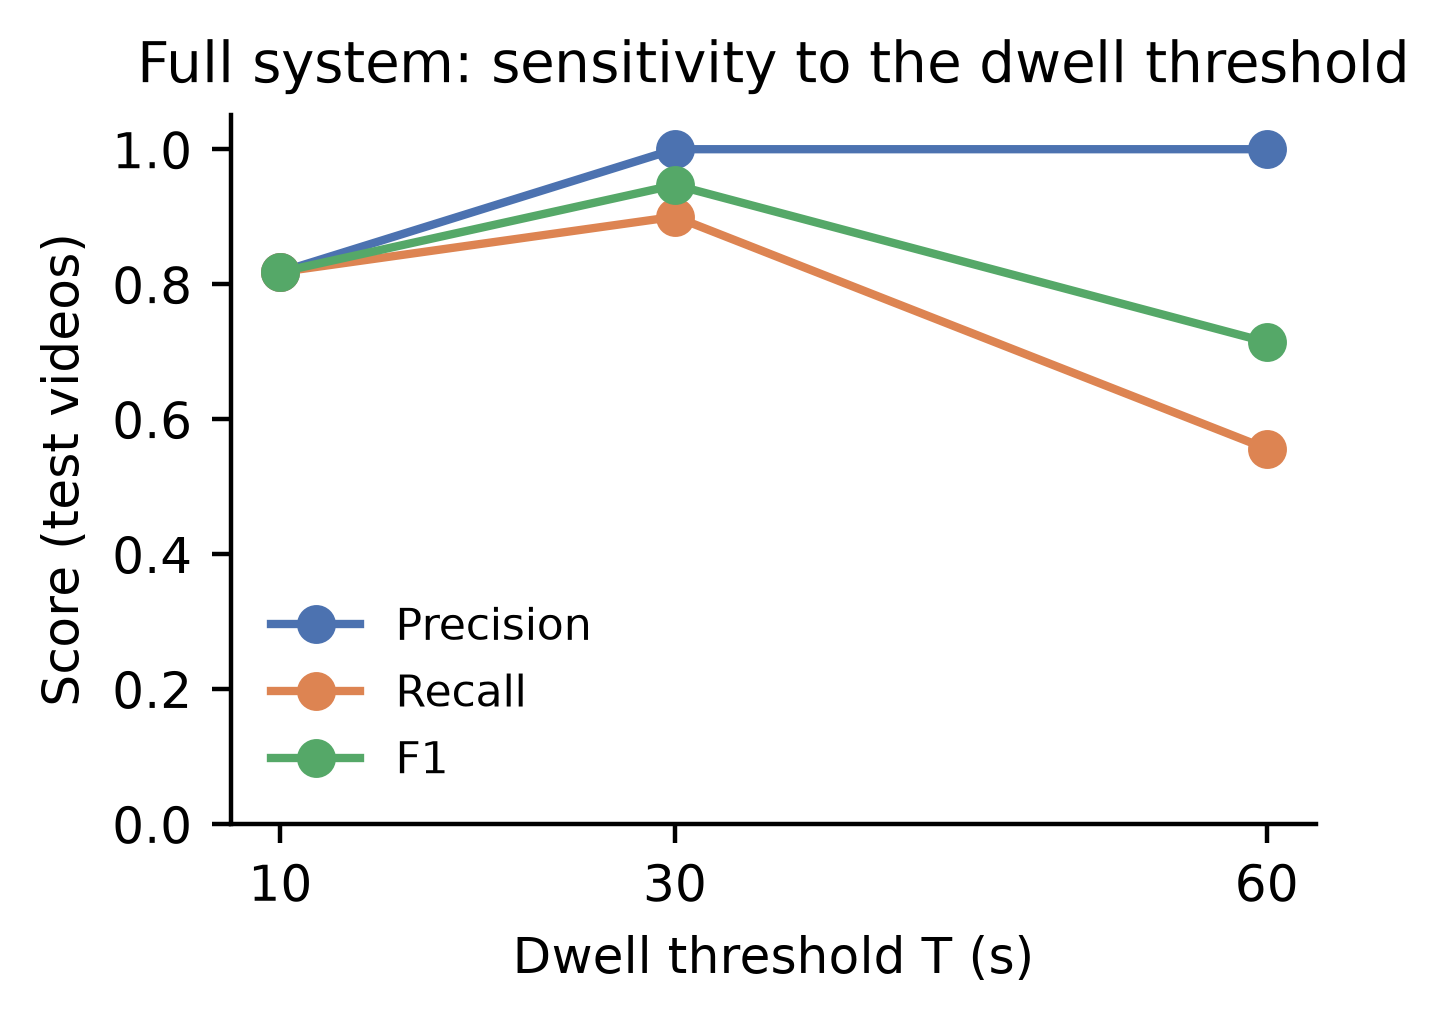 Full system: sensitivity to the dwell threshold
Score (test videos)
1.0
0.8
0.6
0.4
0.2
0.0
Precision
Recall
F1
10 30 60
Dwell threshold T (s)